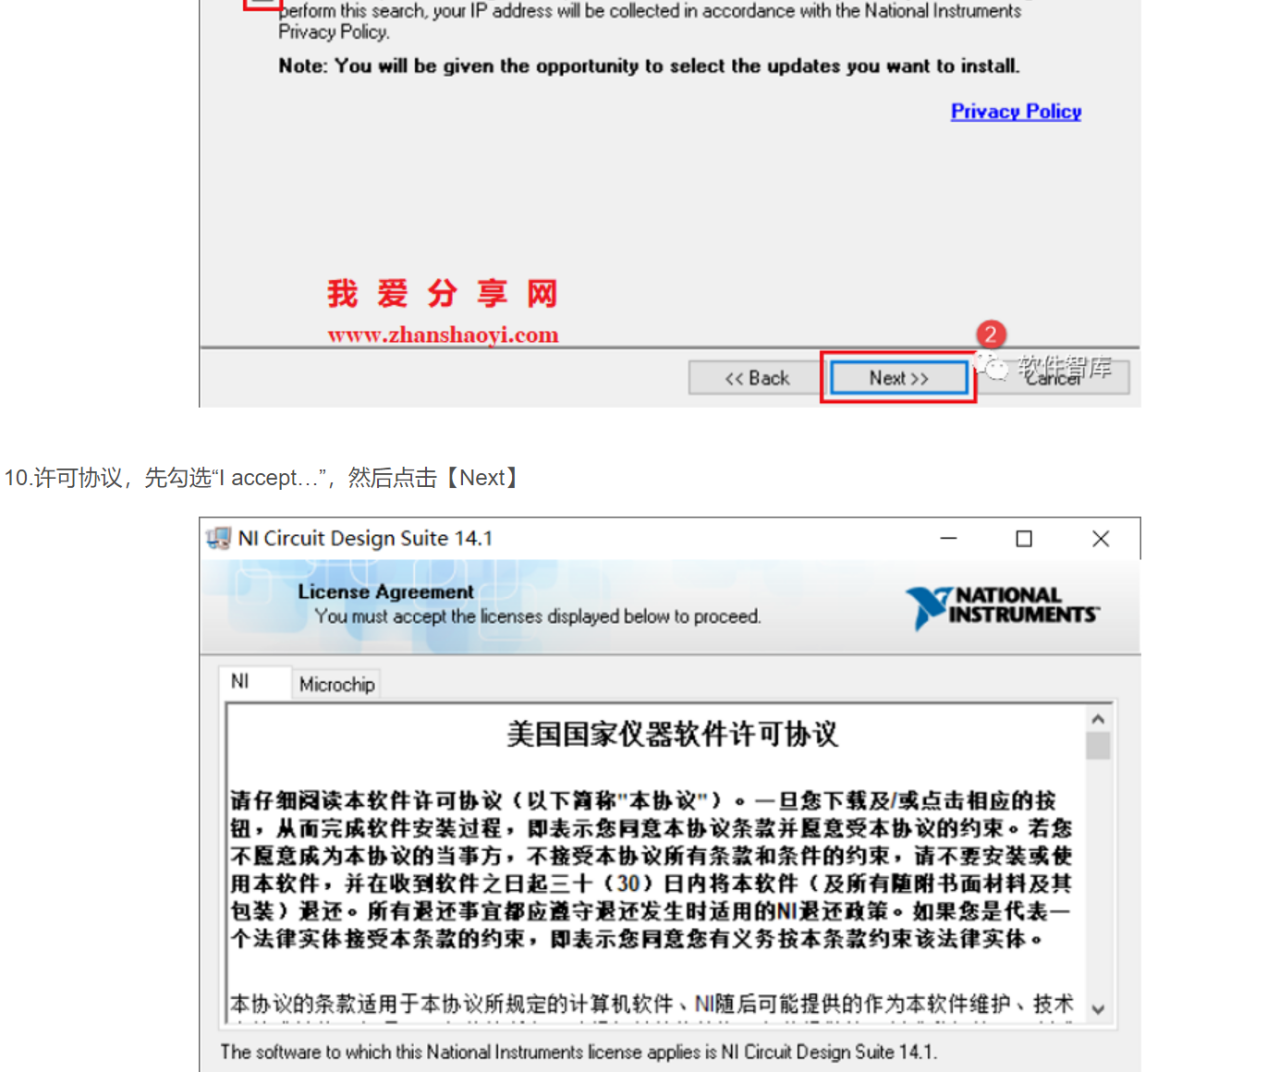 perform this search, your IP address will be collected in accordance with the National Instruments
Privacy Policy.
Note: You will be given the opportunity to select the updates you want to install.
Privacy Policy
我爱分享网
www.zhanshaoyi.com
2
<< Back
Next >>
Cancel
软件智库
10.许可协议，先勾选“I accept…”，然后点击【Next】
NI Circuit Design Suite 14.1
License Agreement
You must accept the licenses displayed below to proceed.
NATIONAL
INSTRUMENTS
NI
Microchip
美国国家仪器软件许可协议
请仔细阅读本软件许可协议（以下简称"本协议"）。一旦您下载及/或点击相应的按
钮，从而完成软件安装过程，即表示您同意本协议条款并愿意受本协议的约束。若您
不愿意成为本协议的当事方，不接受本协议所有条款和条件的约束，请不要安装或使
用本软件，并在收到软件之日起三十（30）日内将本软件（及所有随附书面材料及其
包装）退还。所有退还事宜都应遵守退还发生时适用的NI退还政策。如果您是代表一
个法律实体接受本条款的约束，即表示您同意您有义务按本条款约束该法律实体。
本协议的条款适用于本协议所规定的计算机软件、NI随后可能提供的作为本软件维护、技术
The software to which this National Instruments license applies is NI Circuit Design Suite 14.1.